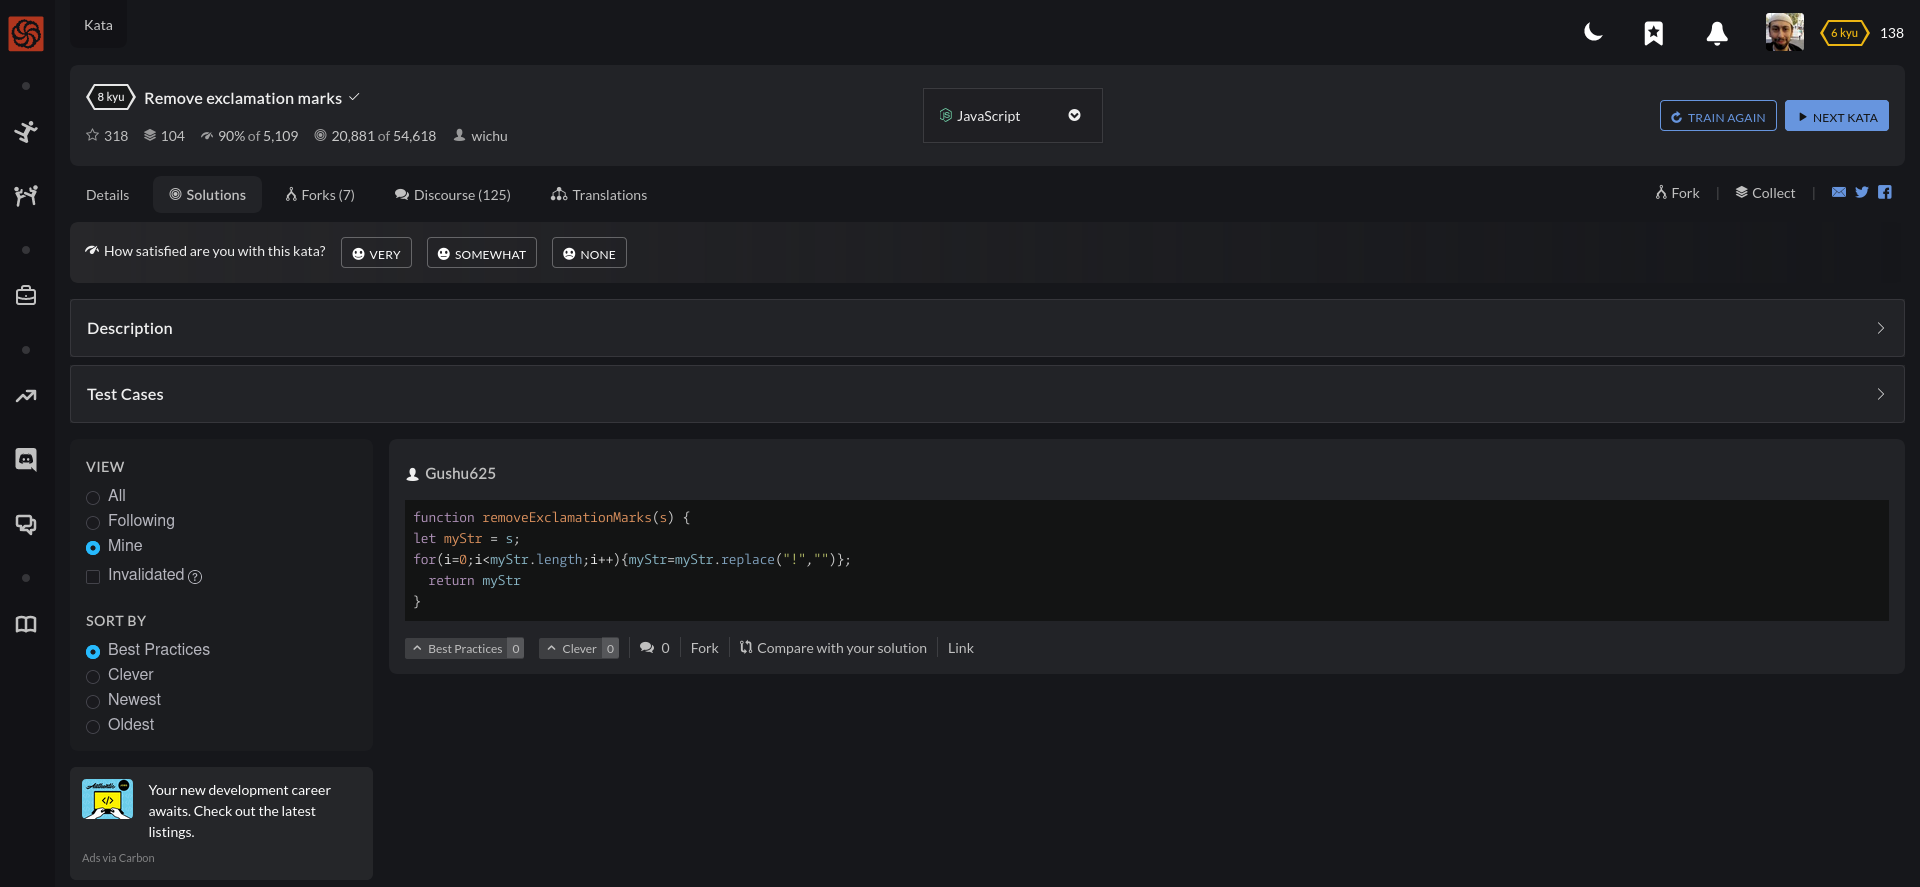 Kata
6 kyu 138
8 kyu Remove exclamation marks
318 104 90% of 5,109 20,881 of 54,618 wichu
JavaScript
TRAIN AGAIN NEXT KATA
Details Solutions Forks (7) Discourse (125) Translations
Fork | Collect |
How satisfied are you with this kata? VERY SOMEWHAT NONE
Description
Test Cases
VIEW
All
Following
Mine
Invalidated ?
SORT BY
Best Practices
Clever
Newest
Oldest
Your new development career
awaits. Check out the latest
listings.
Ads via Carbon
Gushu625
function removeExclamationMarks(s) {
let myStr = s;
for(i=0;i<myStr.length;i++){myStr=myStr.replace("!","")};
  return myStr
}
Best Practices 0 Clever 0 0 Fork Compare with your solution Link